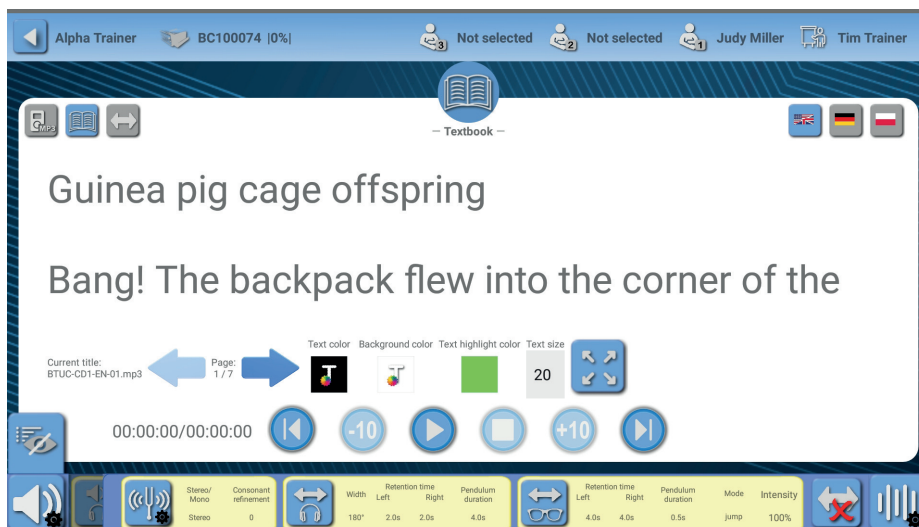 Alpha Trainer BC100074 |0%| 3 Not selected 2 Not selected 1 Judy Miller Tim Trainer
MP3
— Textbook —
Guinea pig cage offspring
Bang! The backpack flew into the corner of the
Text color Background color Text highlight color Text size
Current title:
BTUC-CD1-EN-01.mp3
Page:
1 / 7
20
00:00:00/00:00:00 -10 +10
Stereo/
Mono
Stereo
Consonant
refinement
0
Width
180°
Retention time
Left Right
2.0s 2.0s
Pendulum
duration
4.0s
Retention time
Left Right
4.0s 4.0s
Pendulum
duration
0.5s
Mode
jump
Intensity
100%